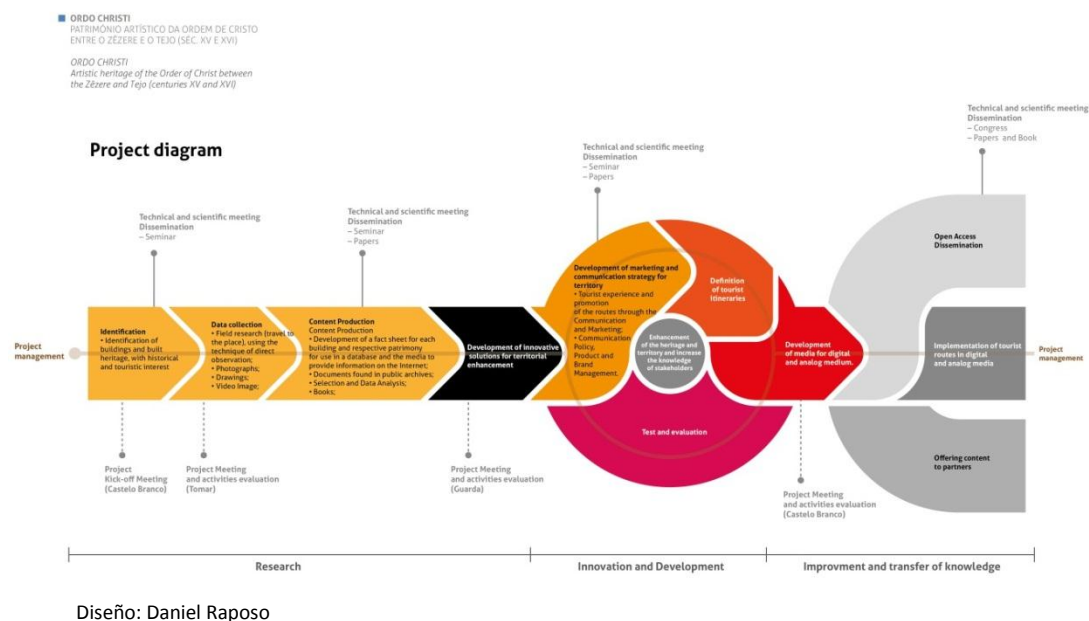 ORDO CHRISTI
PATRIMÓNIO ARTÍSTICO DA ORDEM DE CRISTO
ENTRE O ZÊZERE E O TEJO (SÉC. XV E XVI)
ORDO CHRISTI
Artistic heritage of the Order of Christ between
the Zêzere and Tejo (centuries XV and XVI)
Project diagram
Technical and scientific meeting
Dissemination
– Seminar
Technical and scientific meeting
Dissemination
– Seminar
– Papers
Technical and scientific meeting
Dissemination
– Seminar
– Papers
Technical and scientific meeting
Dissemination
– Congress
– Papers and Book
Project
management
Identification
• Identification of
buildings and built
heritage, with historical
and touristic interest
Data collection
• Field research (travel to
the place), using the
technique of direct
observation;
• Photographs;
• Drawings;
• Video Image;
Content Production
Content Production
• Development of a fact sheet for each
building and respective patrimony
for use in a database and the media to
provide information on the Internet;
• Documents found in public archives;
• Selection and Data Analysis;
• Books;
Development of innovative
solutions for territorial
enhancement
Development of marketing and
communication strategy for
territory
• Tourist experience and
promotion
of the routes through the
Communication
and Marketing;
• Communication
Policy,
Product and
Brand
Management.
Definition
of tourist
itineraries
Enhancement
of the heritage and
territory and increase
the knowledge
of stakeholders
Test and evaluation
Development
of media for digital
and analog medium.
Open Access
Dissemination
Implementation of tourist
routes in digital
and analog media
Offering content
to partners
Project
management
Project
Kick-off Meeting
(Castelo Branco)
Project Meeting
and activities evaluation
(Tomar)
Project Meeting
and activities evaluation
(Guarda)
Project Meeting
and activities evaluation
(Castelo Branco)
Research
Innovation and Development
Improvment and transfer of knowledge
Diseño: Daniel Raposo